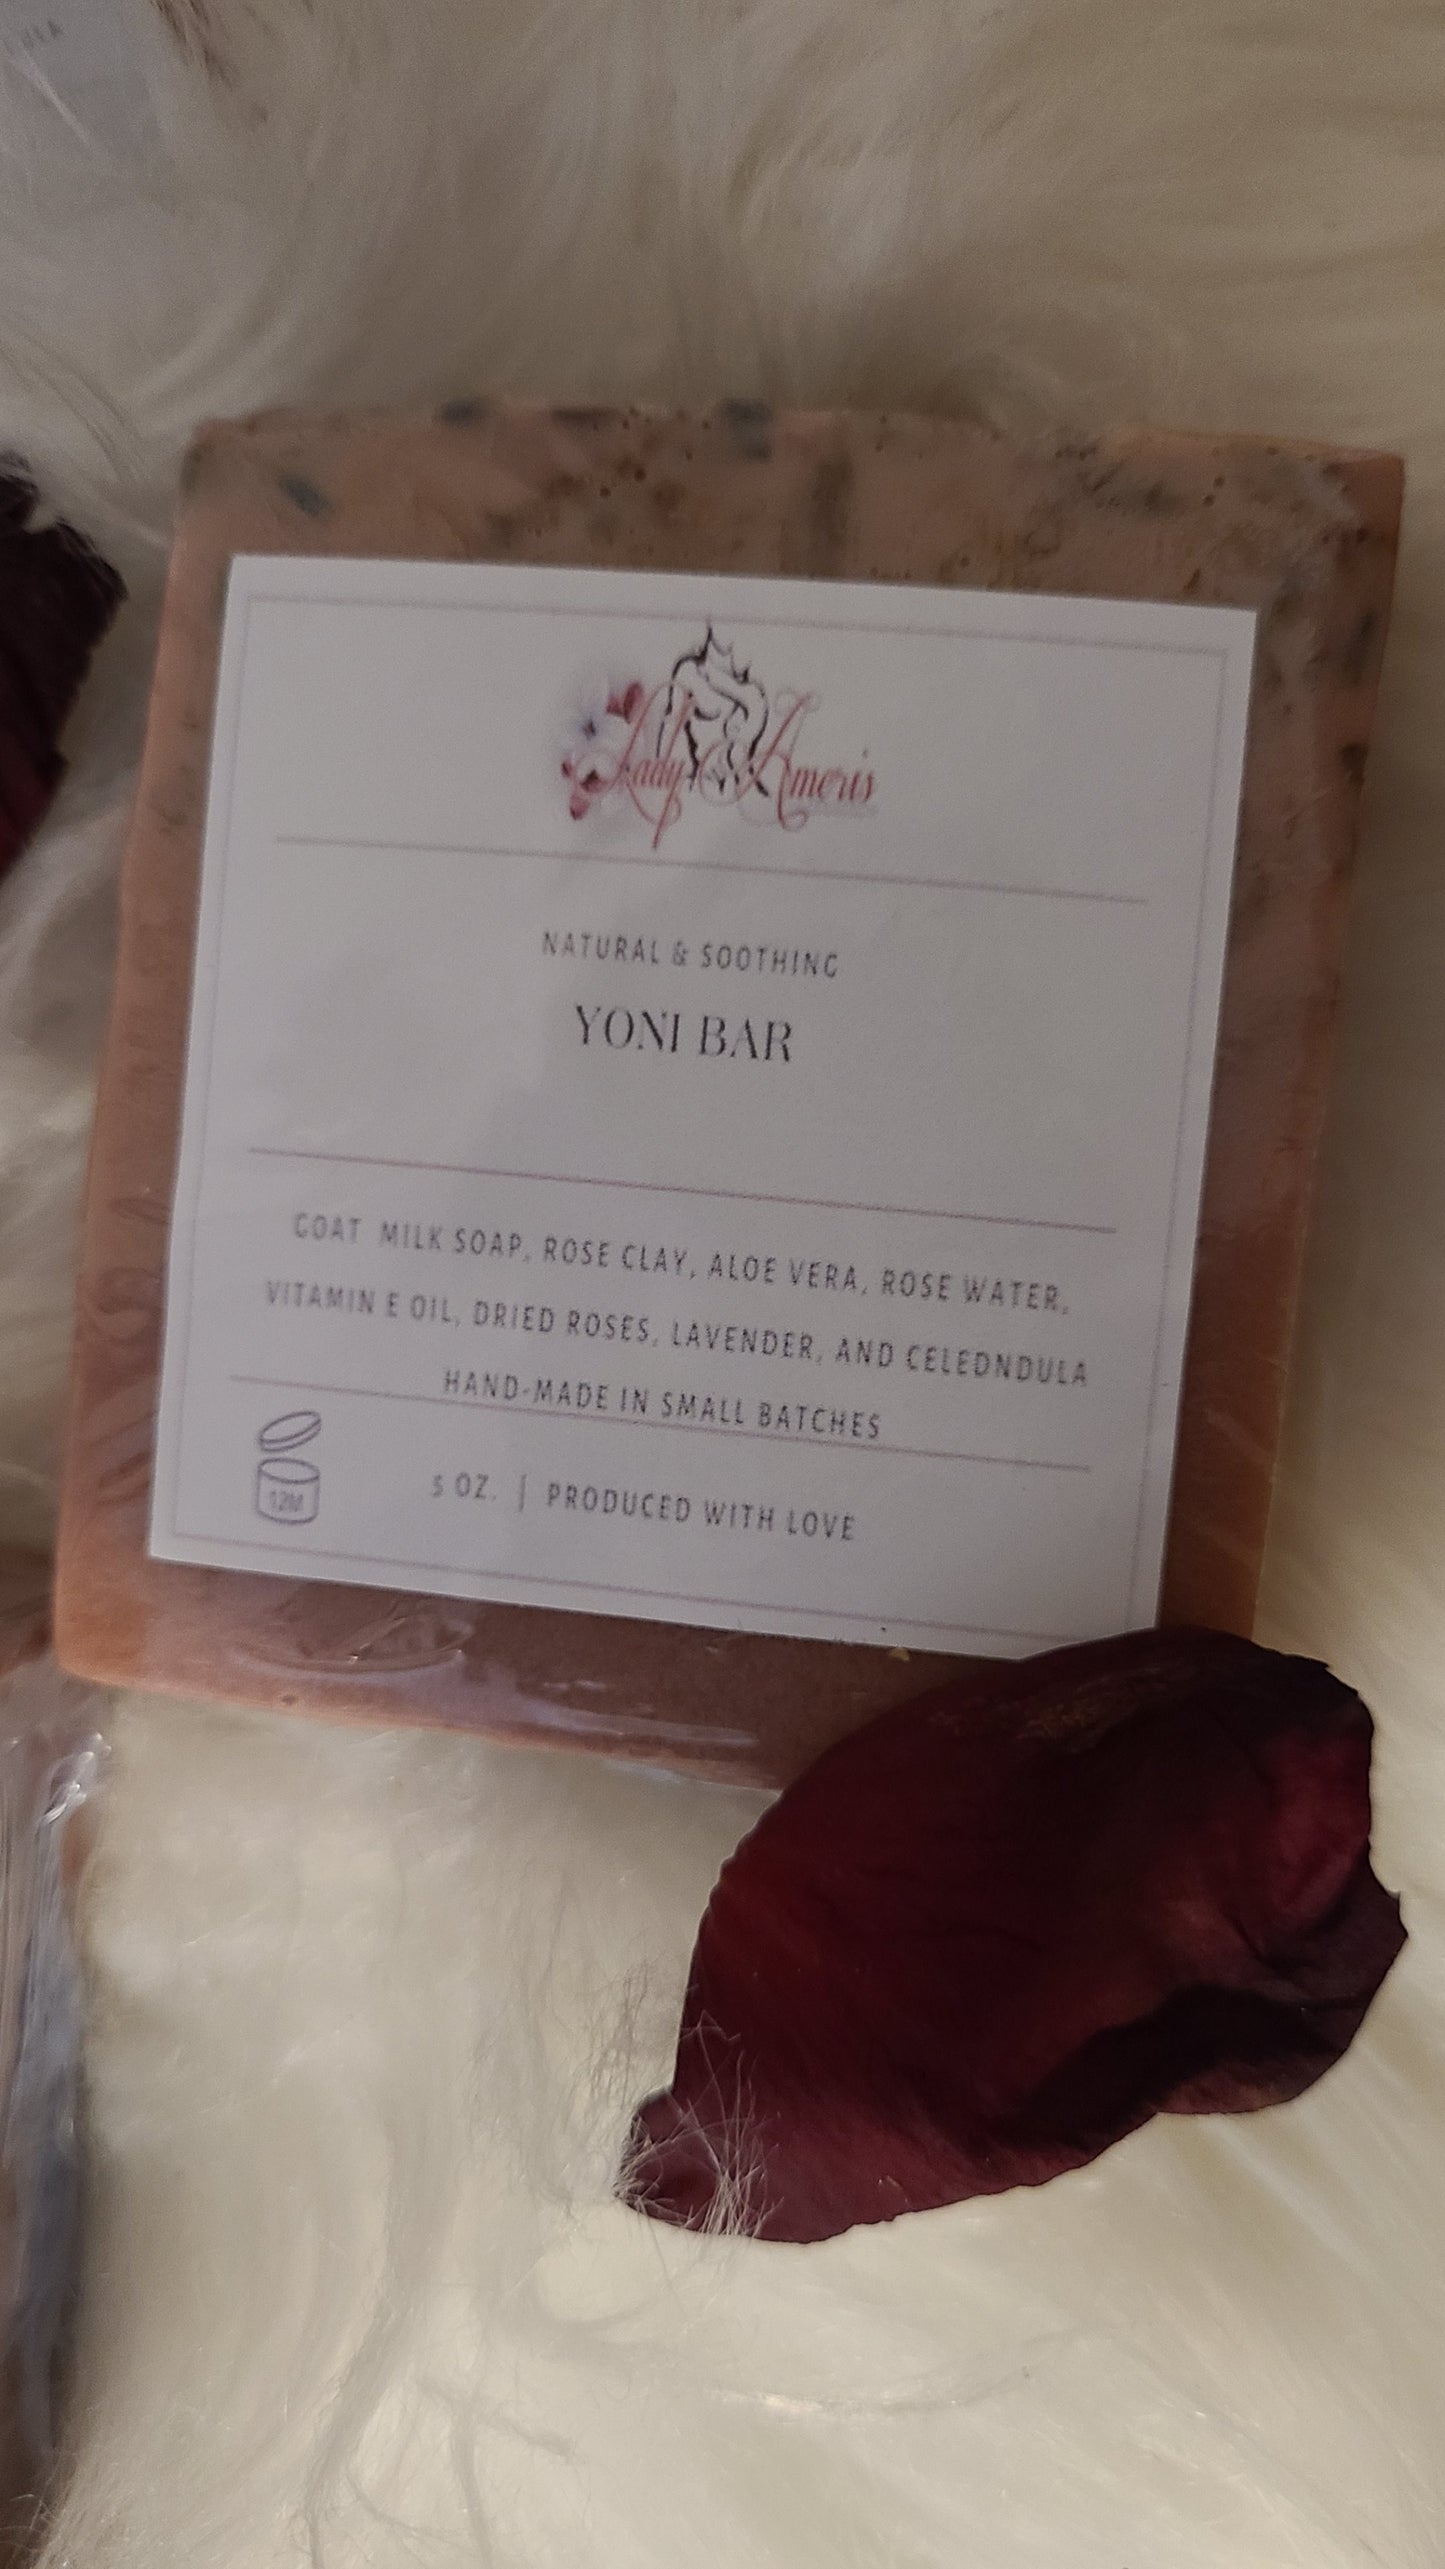 Lady Ameris
NATURAL & SOOTHING
YONI BAR
GOAT MILK SOAP, ROSE CLAY, ALOE VERA, ROSE WATER,
VITAMIN E OIL, DRIED ROSES, LAVENDER, AND CELEDNDULA
HAND-MADE IN SMALL BATCHES
12M
5 OZ. | PRODUCED WITH LOVE